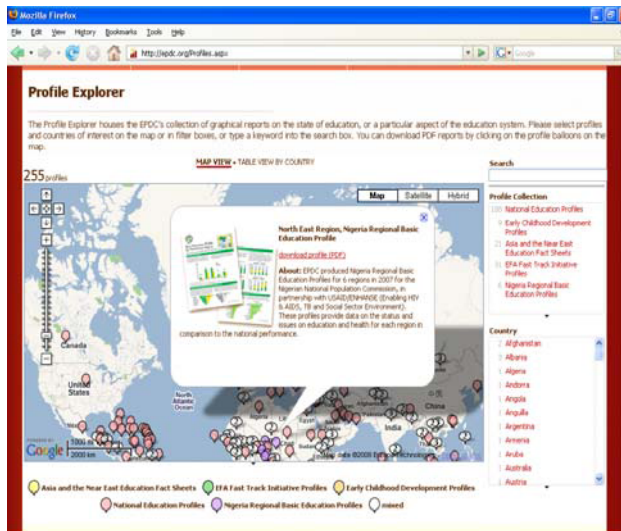 Mozilla Firefox
File Edit View History Bookmarks Tools Help
http://epdc.org/Profiles.aspx
Google
Profile Explorer
The Profile Explorer houses the EPDC's collection of graphical reports on the state of education, or a particular aspect of the education system. Please select profiles
and countries of interest on the map or in filter boxes, or type a keyword into the search box. You can download PDF reports by clicking on the profile balloons on the
map.
MAP VIEW • TABLE VIEW BY COUNTRY
255 profiles
Map Satellite Hybrid
North East Region, Nigeria Regional Basic
Education Profile
download profile (PDF)
About: EPDC produced Nigeria Regional Basic
Education Profiles for 6 regions in 2007 for the
Nigerian National Population Commission, in
partnership with USAID/ENHANSE (Enabling HIV
& AIDS, TB and Social Sector Environment).
These profiles provide data on the status and
issues on education and health for each region in
comparison to the national performance.
Canada
United
States
North
Atlantic
Ocean
China
India
Google
2000 km
Search
Profile Collection
National Education Profiles
9 Early Childhood Development
Profiles
21 Asia and the Near East
Education Fact Sheets
EFA Fast Track Initiative
Profiles
6 Nigeria Regional Basic
Education Profiles
Country
Afghanistan
Albania
Algeria
Andorra
Angola
Anguilla
Argentina
Armenia
Aruba
Australia
Austria
Asia and the Near East Education Fact Sheets EFA Fast Track Initiative Profiles Early Childhood Development Profiles
National Education Profiles Nigeria Regional Basic Education Profiles mixed